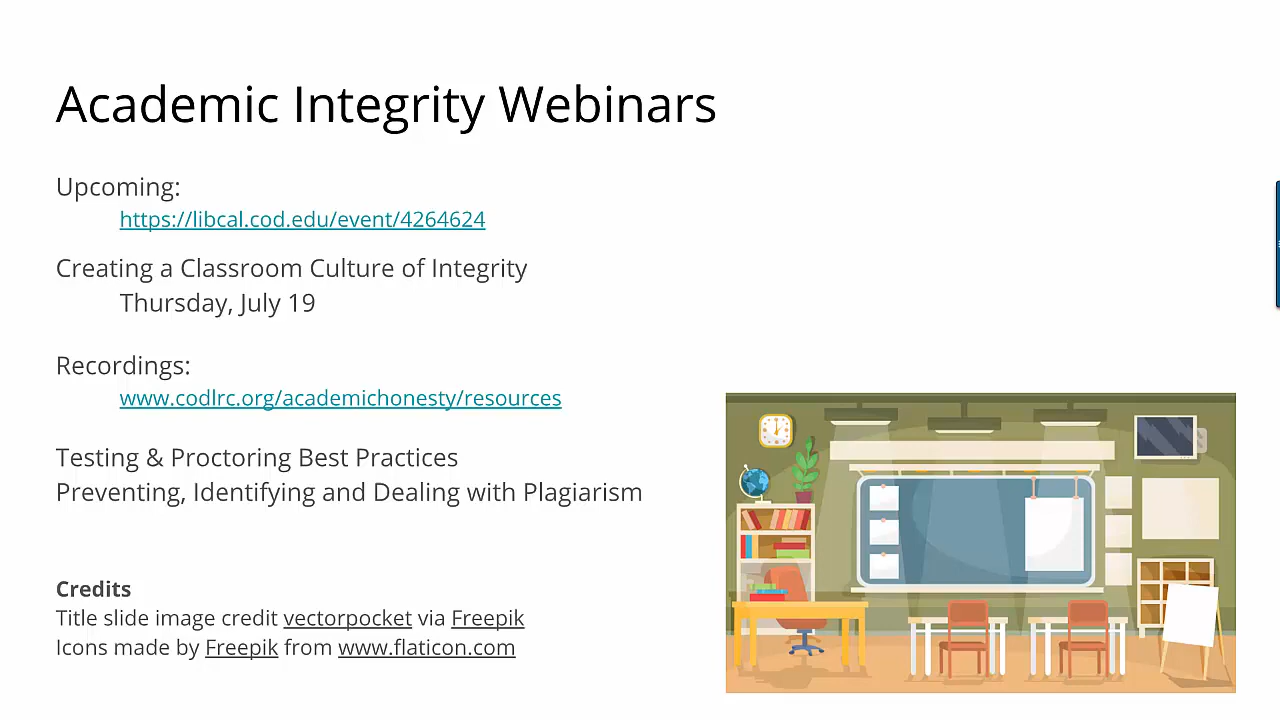 Academic Integrity Webinars
Upcoming:
https://libcal.cod.edu/event/4264624
Creating a Classroom Culture of Integrity
Thursday, July 19
Recordings:
www.codlrc.org/academichonesty/resources
Testing & Proctoring Best Practices
Preventing, Identifying and Dealing with Plagiarism
Credits
Title slide image credit vectorpocket via Freepik
Icons made by Freepik from www.flaticon.com